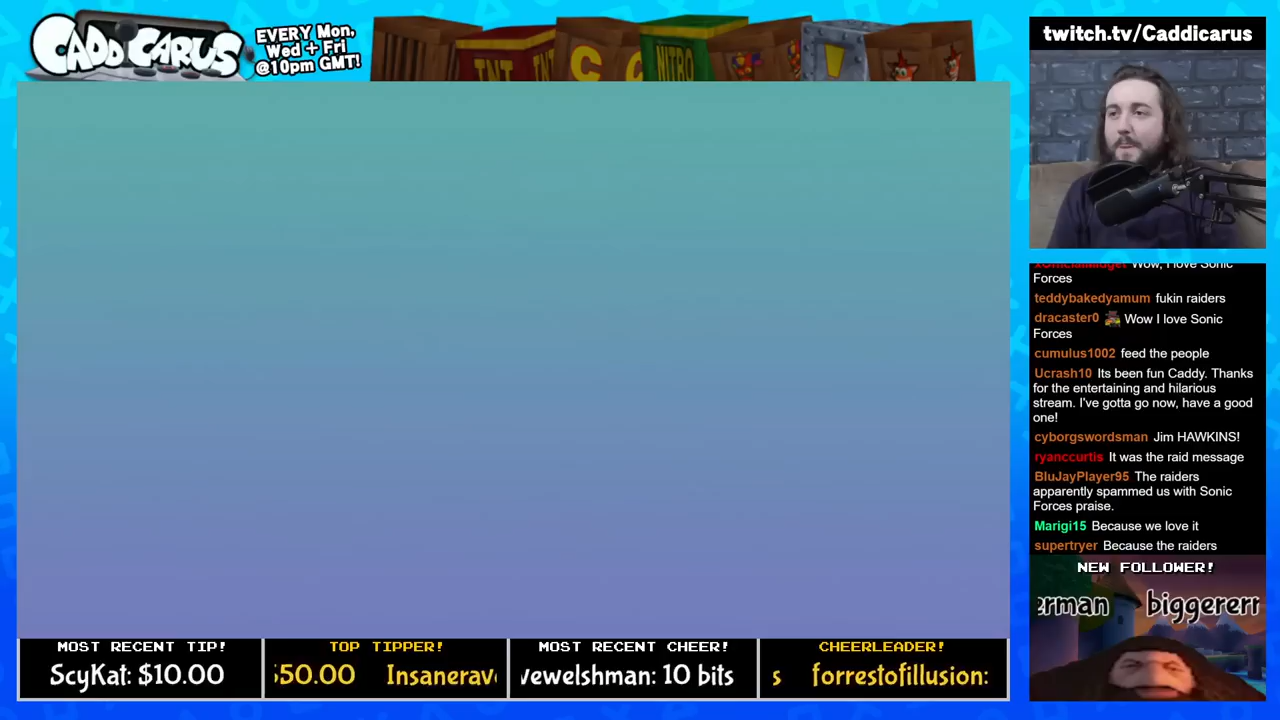 CADDICARUS
EVERY Mon,
Wed + Fri
@10pm GMT!
TNT
TNT
C
C
NITRO
!
twitch.tv/Caddicarus
Wow, I love Sonic
Forces
teddybakedyamum fukin raiders
dracaster0 Wow I love Sonic
Forces
cumulus1002 feed the people
Ucrash10 Its been fun Caddy. Thanks
for the entertaining and hilarious
stream. I've gotta go now, have a good
one!
cyborgswordsman Jim HAWKINS!
ryanccurtis It was the raid message
BluJayPlayer95 The raiders
apparently spammed us with Sonic
Forces praise.
Marigi15 Because we love it
supertryer Because the raiders
NEW FOLLOWER!
erman biggererr
MOST RECENT TIP!
ScyKat: $10.00
TOP TIPPER!
50.00 Insanerav
MOST RECENT CHEER!
vewelshman: 10 bits
CHEERLEADER!
s forrestofillusion: